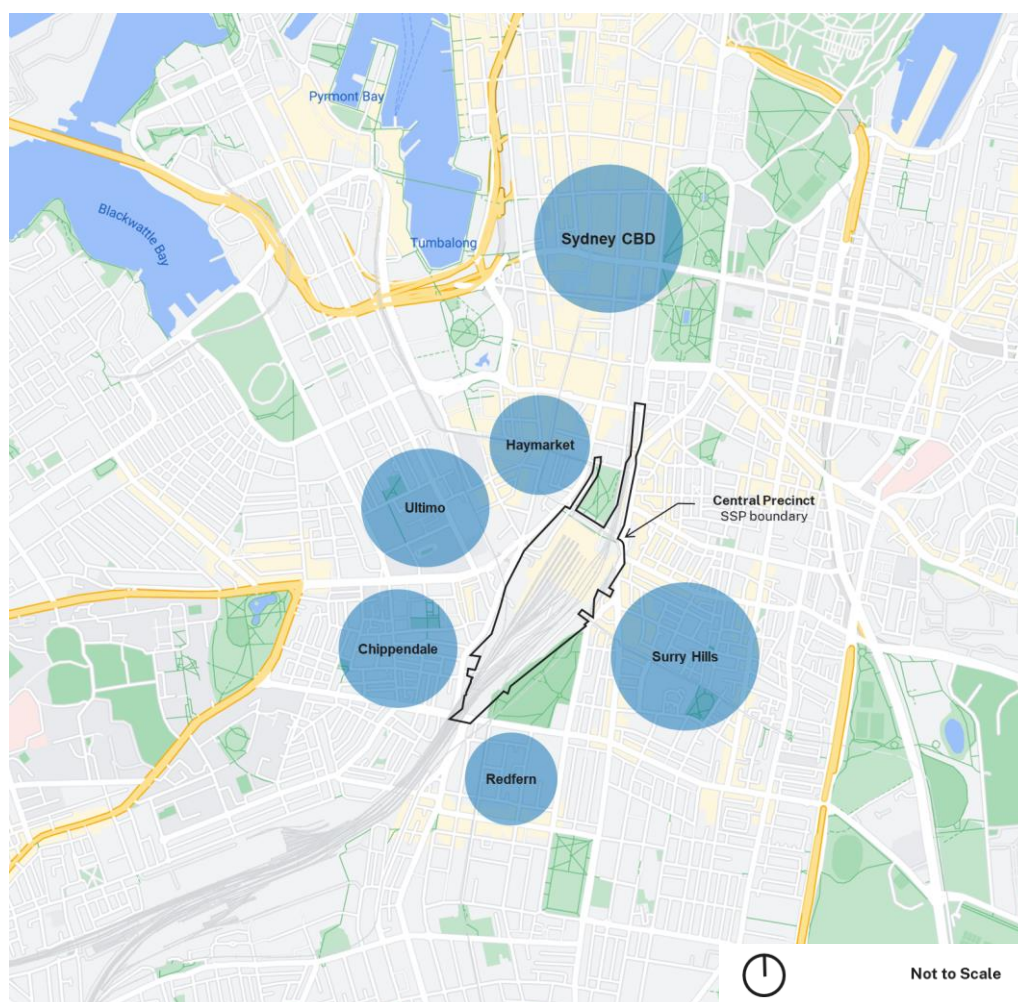 Pyrmont Bay
Blackwattle Bay
Tumbalong
Sydney CBD
Haymarket
Ultimo
Central Precinct
SSP boundary
Chippendale
Surry Hills
Redfern
Not to Scale